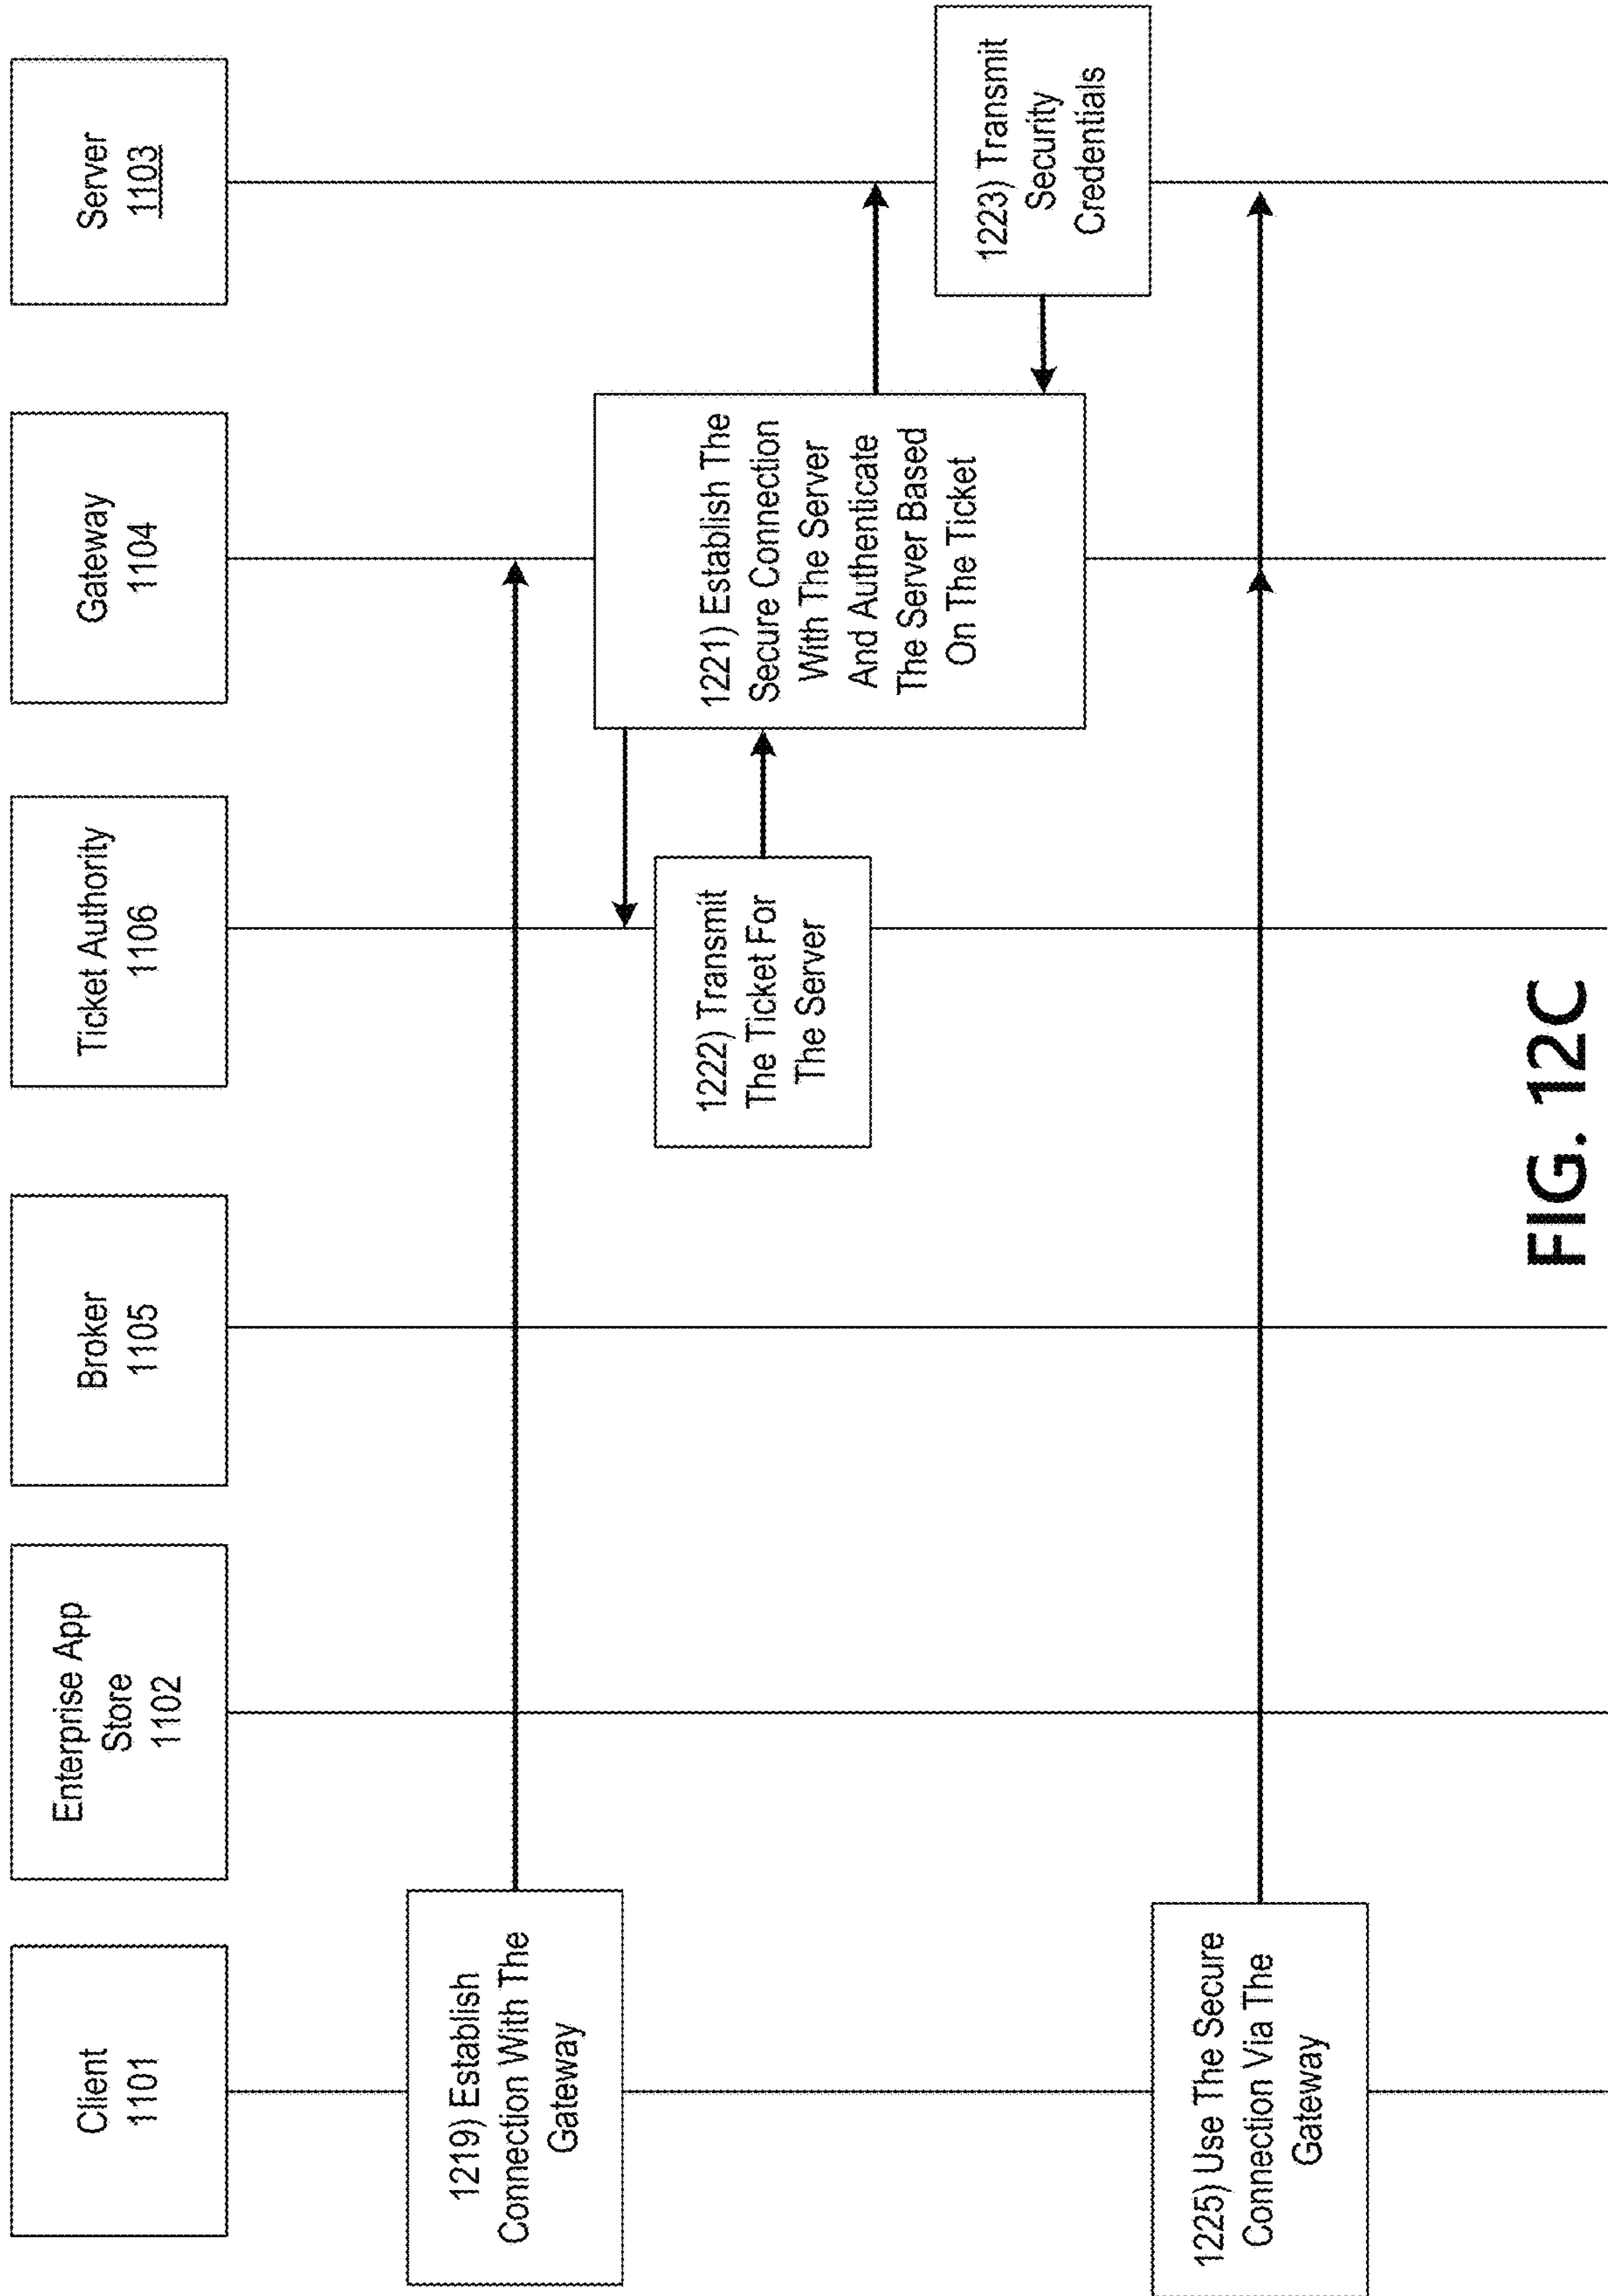 Client
1101
Enterprise App
Store
1102
Broker
1105
Ticket Authority
1106
Gateway
1104
Server
1103
1219) Establish
Connection With The
Gateway
1221) Establish The
Secure Connection
With The Server
And Authenticate
The Server Based
On The Ticket
1222) Transmit
The Ticket For
The Server
1223) Transmit
Security
Credentials
1225) Use The Secure
Connection Via The
Gateway
FIG. 12C